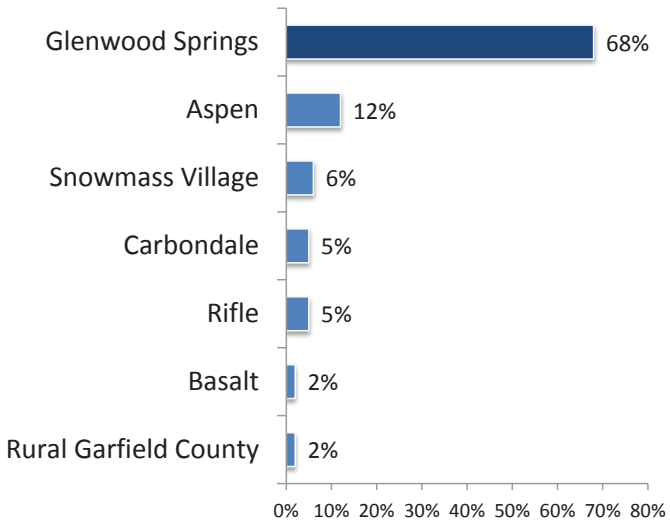 Glenwood Springs 68%
Aspen 12%
Snowmass Village 6%
Carbondale 5%
Rifle 5%
Basalt 2%
Rural Garfield County 2%
0% 10% 20% 30% 40% 50% 60% 70% 80%